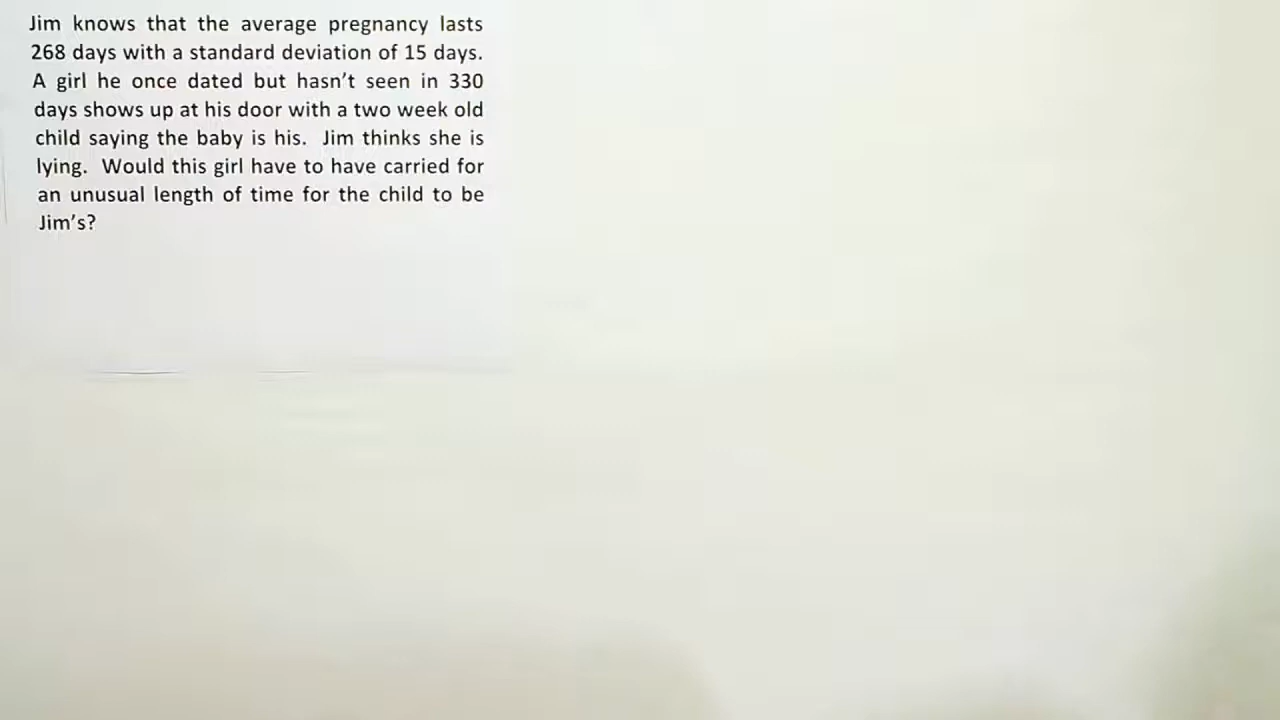 Jim knows that the average pregnancy lasts
268 days with a standard deviation of 15 days.
A girl he once dated but hasn't seen in 330
days shows up at his door with a two week old
child saying the baby is his.  Jim thinks she is
lying.  Would this girl have to have carried for
an unusual length of time for the child to be
Jim's?